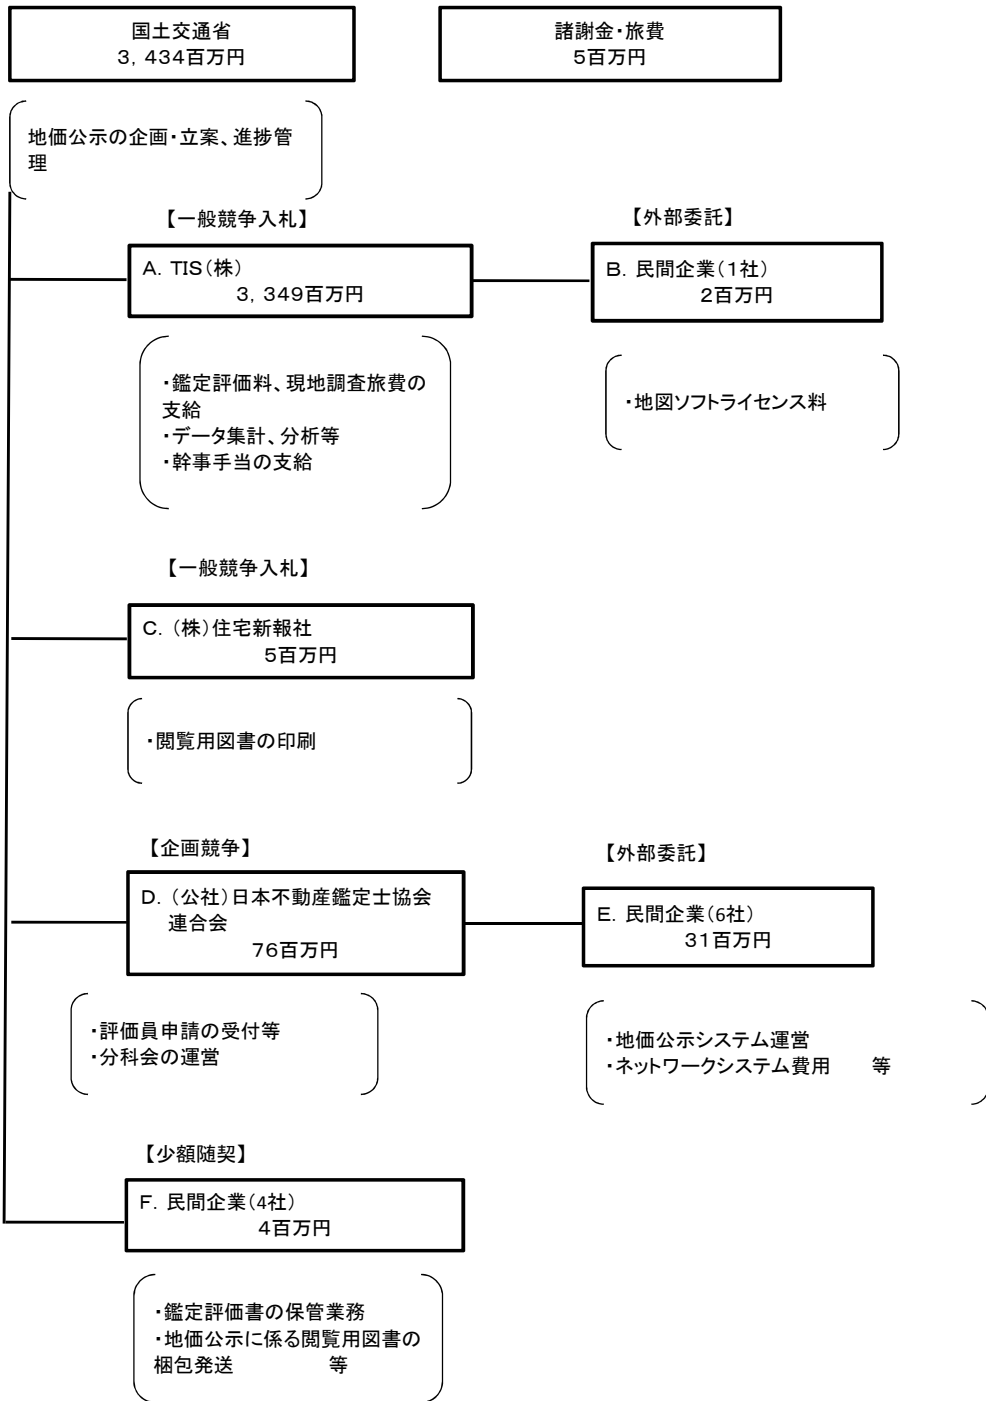 国土交通省
３，４３４百万円
諸謝金・旅費
５百万円
地価公示の企画・立案、進捗管
理
【一般競争入札】
【外部委託】
Ａ．ＴＩＳ（株）
３，３４９百万円
Ｂ．民間企業（１社）
２百万円
・鑑定評価料、現地調査旅費の
支給
・データ集計、分析等
・幹事手当の支給
・地図ソフトライセンス料
【一般競争入札】
Ｃ．（株）住宅新報社
５百万円
・閲覧用図書の印刷
【企画競争】
【外部委託】
Ｄ．（公社）日本不動産鑑定士協会
連合会
７６百万円
Ｅ．民間企業（6社）
３１百万円
・評価員申請の受付等
・分科会の運営
・地価公示システム運営
・ネットワークシステム費用　　等
【少額随契】
Ｆ．民間企業（4社）
４百万円
・鑑定評価書の保管業務
・地価公示に係る閲覧用図書の
梱包発送　　　　　等